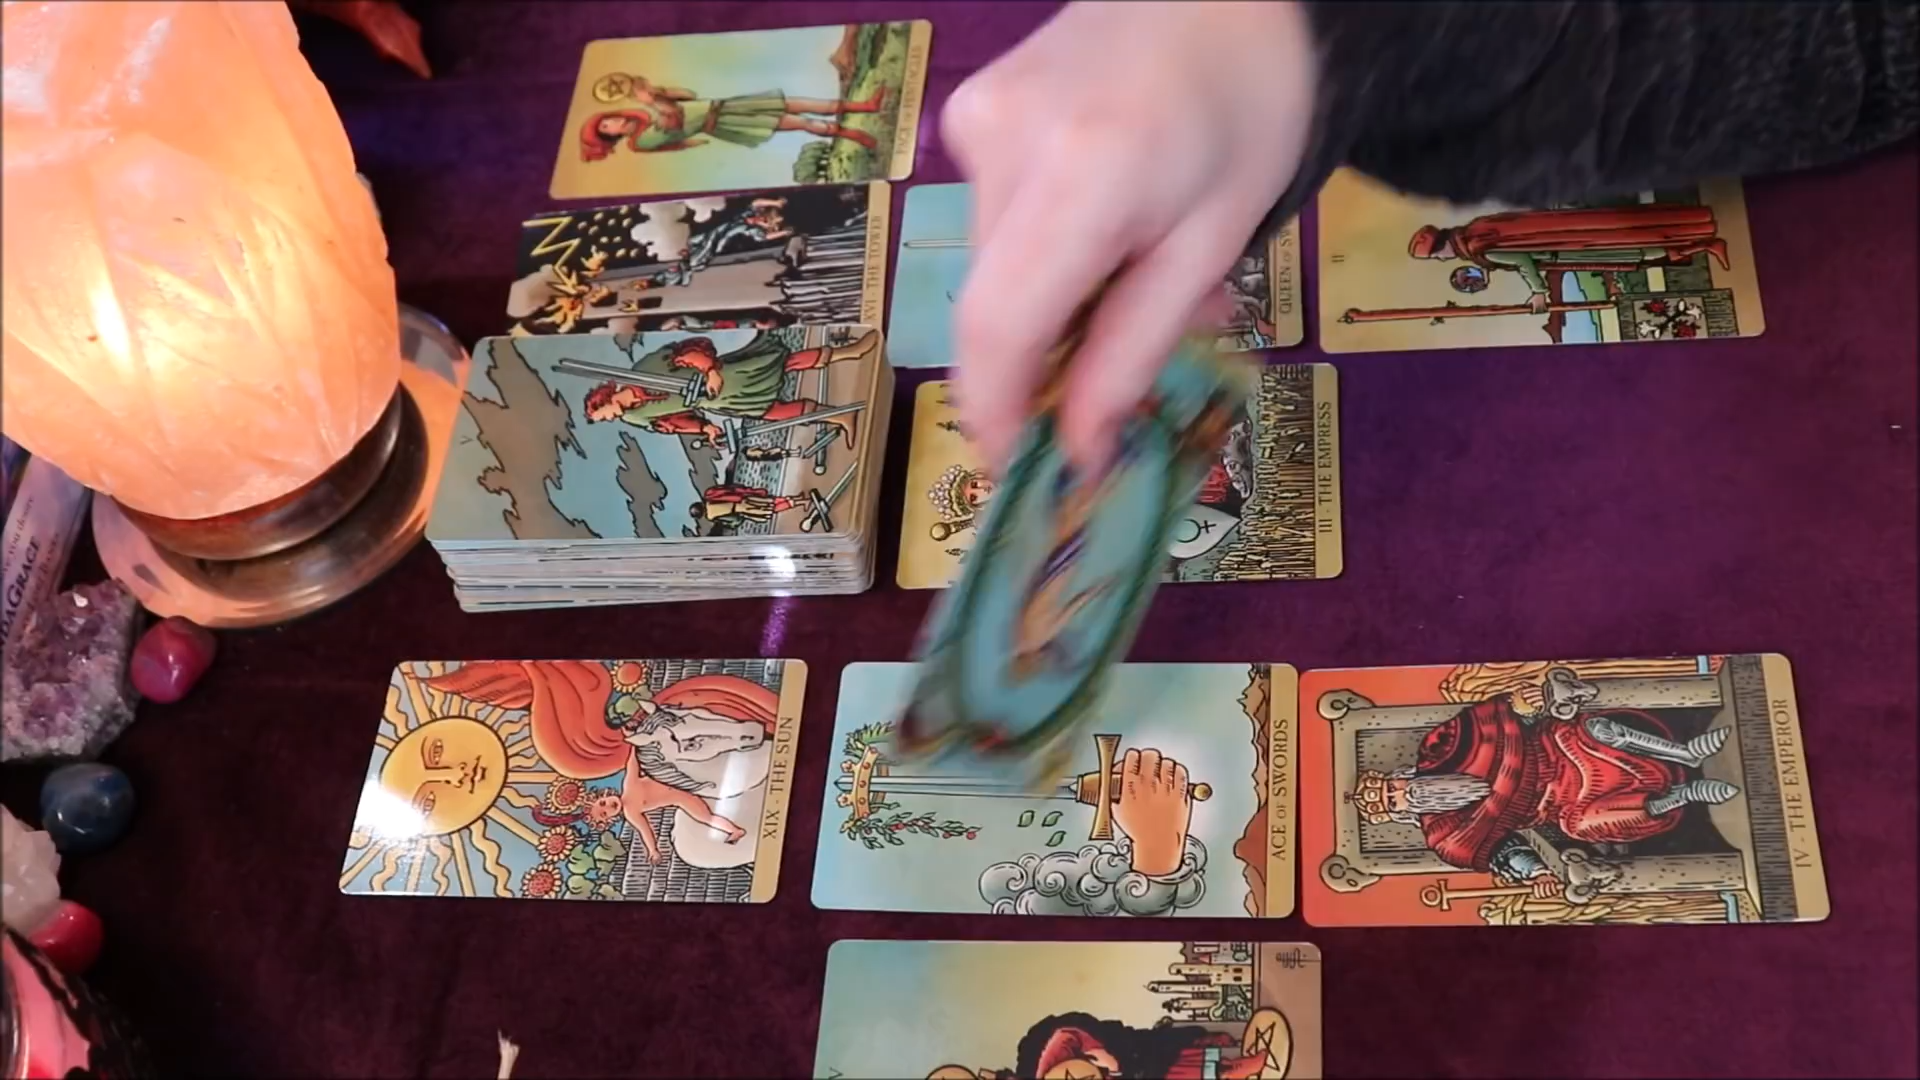 PAGE OF PENTACLES
XVI - THE TOWER
QUEEN OF SW
II
V
III - THE EMPRESS
XIX - THE SUN
ACE OF SWORDS
IV - THE EMPEROR
DAGRACE